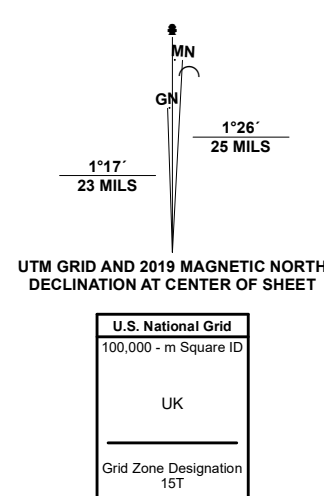 MN
GN
1°26´
25 MILS
1°17´
23 MILS
UTM GRID AND 2019 MAGNETIC NORTH
DECLINATION AT CENTER OF SHEET
U.S. National Grid
100,000 - m Square ID
UK
Grid Zone Designation
15T